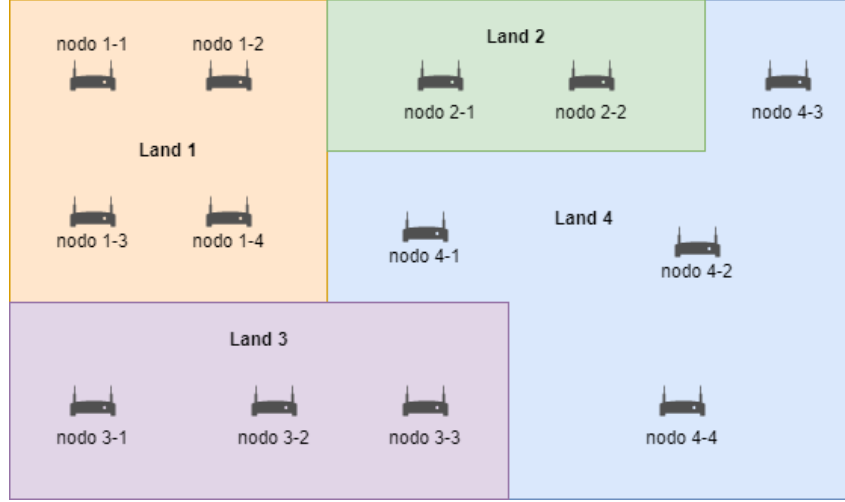 nodo 1-1
nodo 1-2
Land 1
nodo 1-3
nodo 1-4
Land 2
nodo 2-1
nodo 2-2
Land 4
nodo 4-3
nodo 4-1
nodo 4-2
nodo 4-4
Land 3
nodo 3-1
nodo 3-2
nodo 3-3